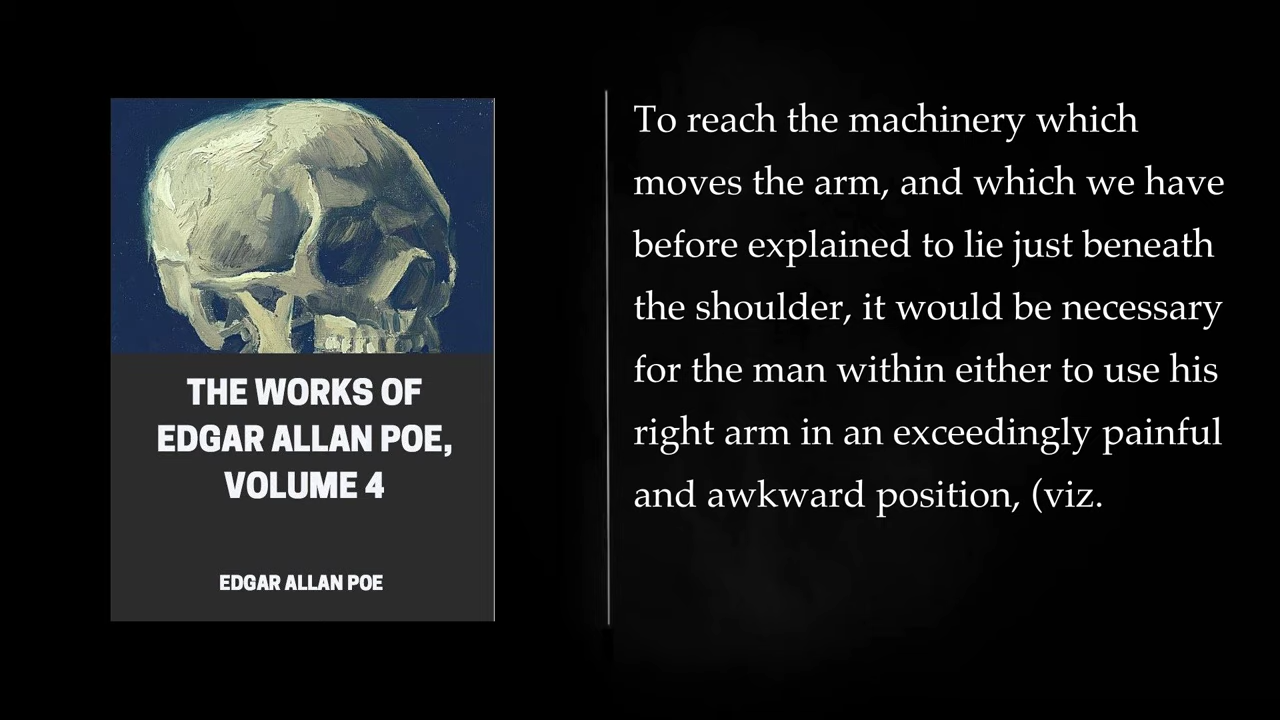 THE WORKS OF
EDGAR ALLAN POE,
VOLUME 4
EDGAR ALLAN POE
To reach the machinery which
moves the arm, and which we have
before explained to lie just beneath
the shoulder, it would be necessary
for the man within either to use his
right arm in an exceedingly painful
and awkward position, (viz.